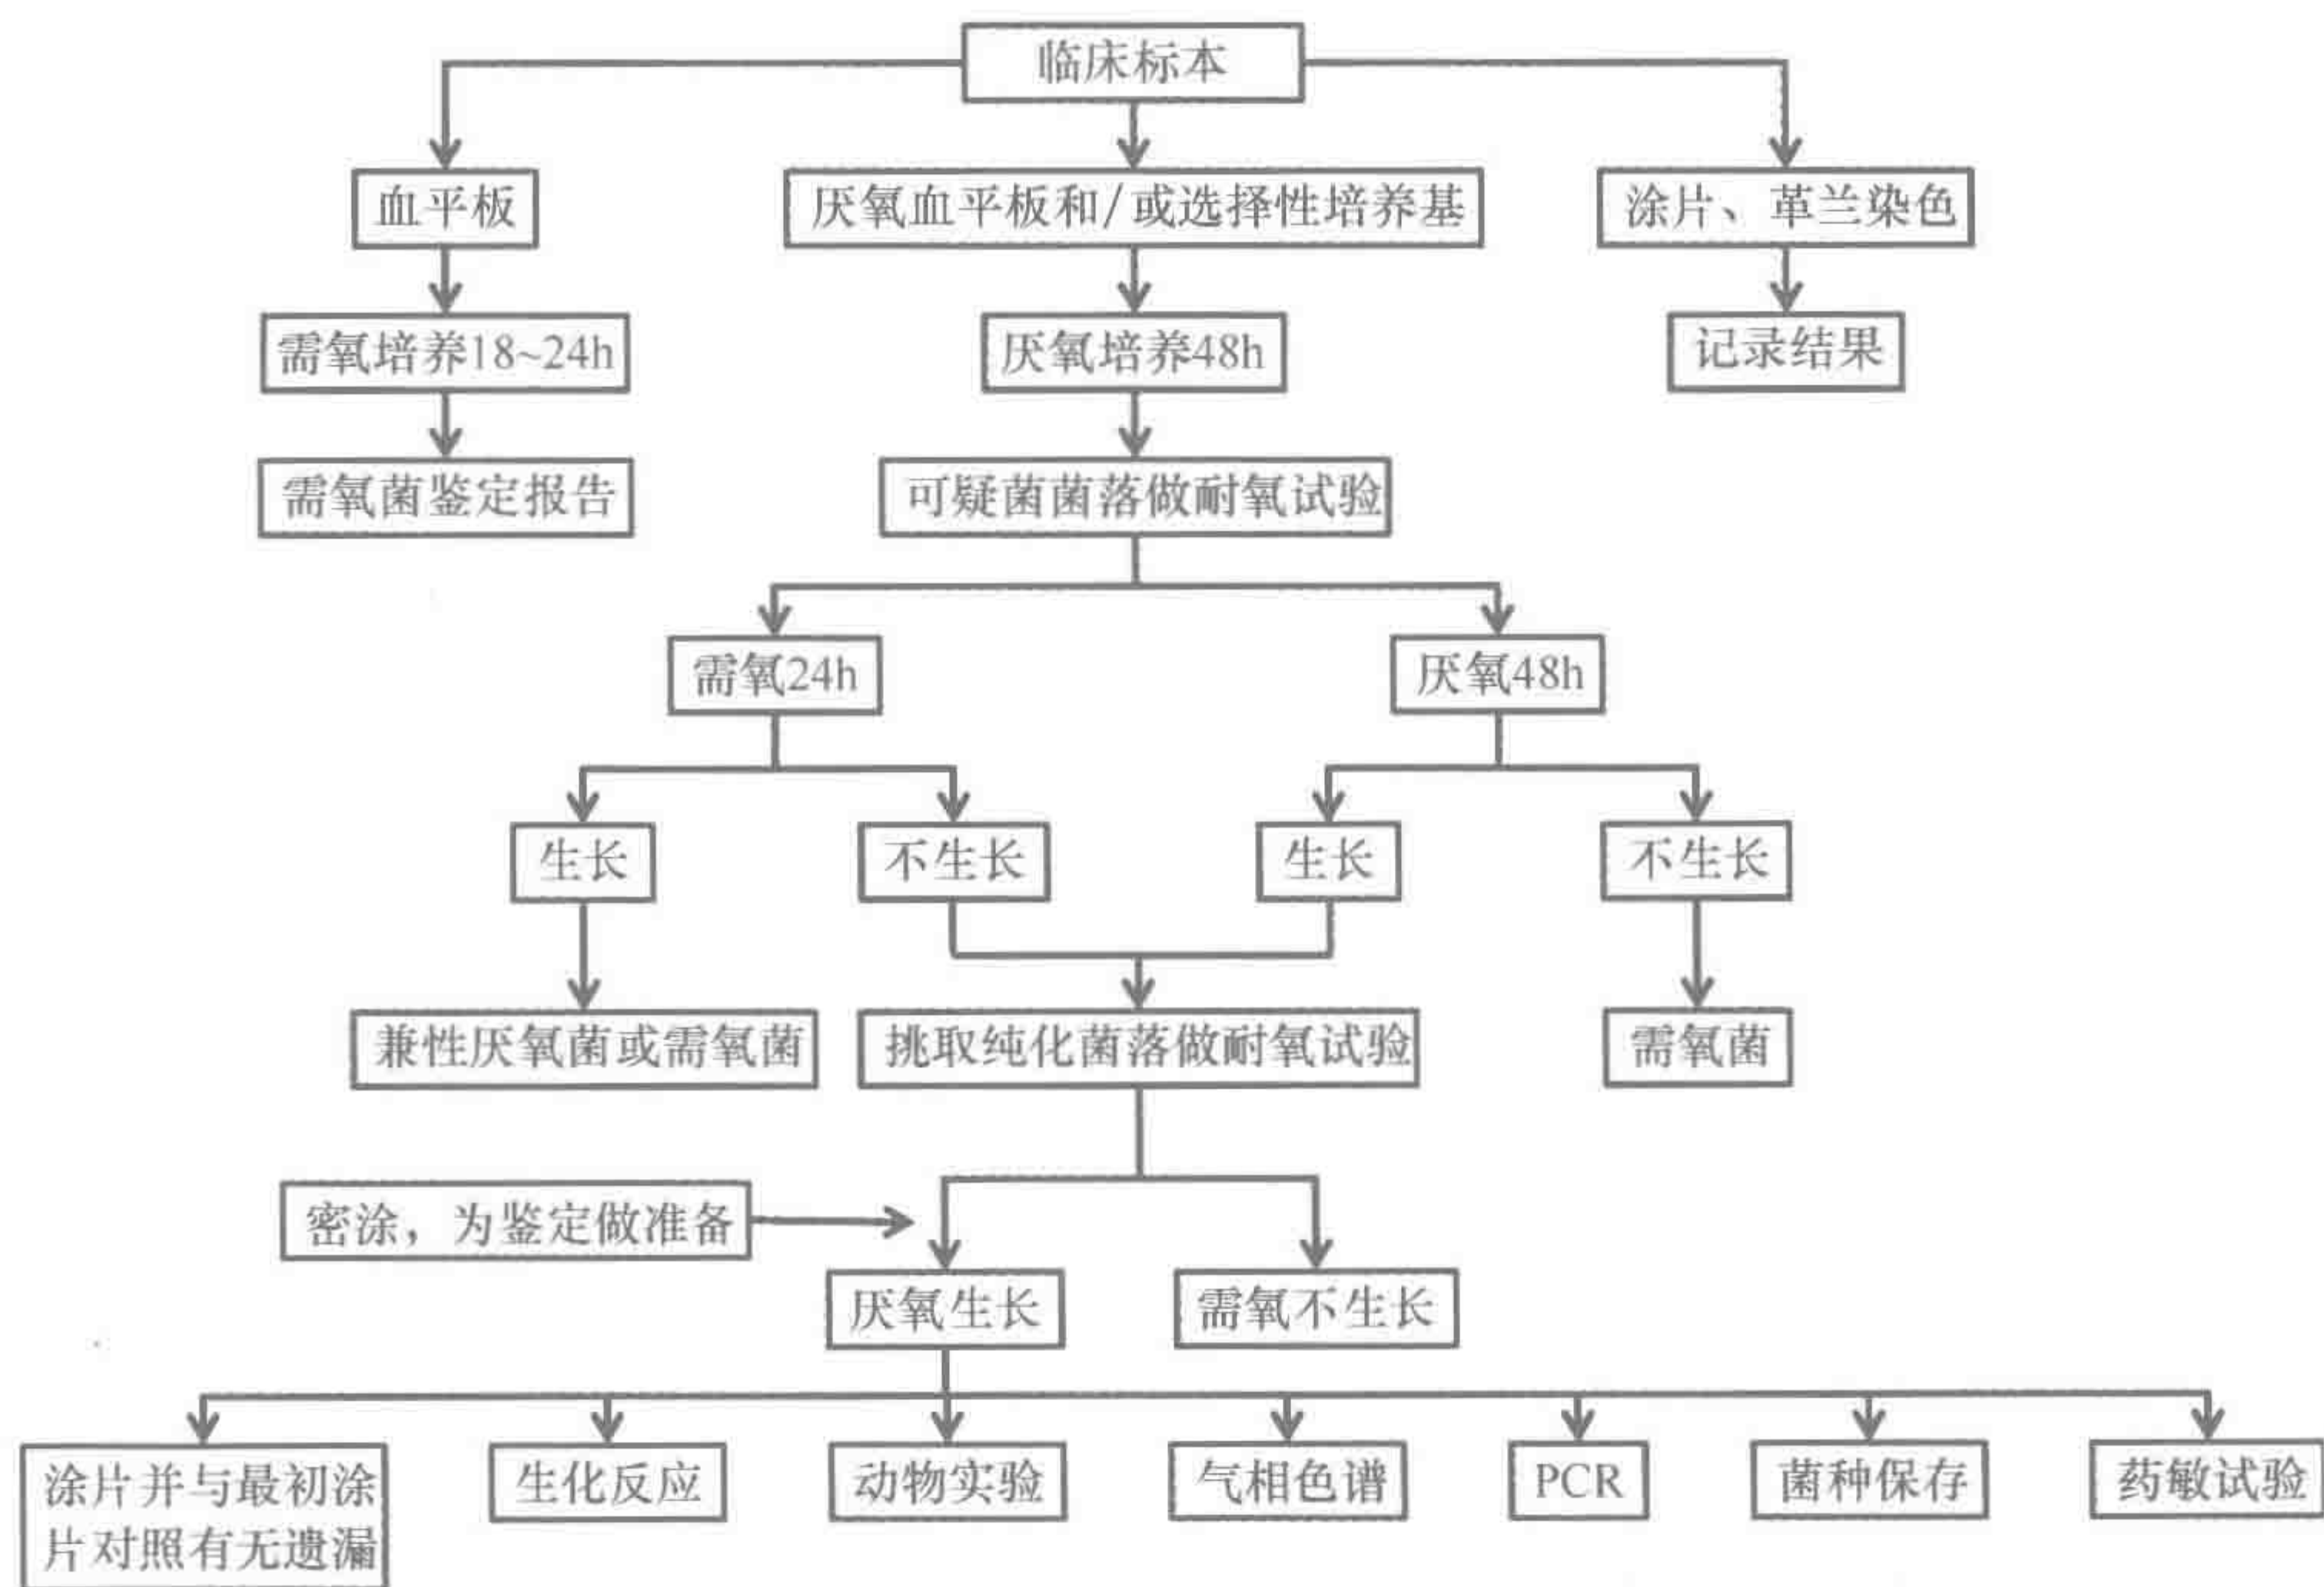 临床标本
血平板
厌氧血平板和/或选择性培养基
涂片、革兰染色
需氧培养18~24h
厌氧培养48h
记录结果
需氧菌鉴定报告
可疑菌菌落做耐氧试验
需氧24h
厌氧48h
生长
不生长
生长
不生长
兼性厌氧菌或需氧菌
挑取纯化菌落做耐氧试验
需氧菌
密涂，为鉴定做准备
厌氧生长
需氧不生长
涂片并与最初涂
片对照有无遗漏
生化反应
动物实验
气相色谱
PCR
菌种保存
药敏试验